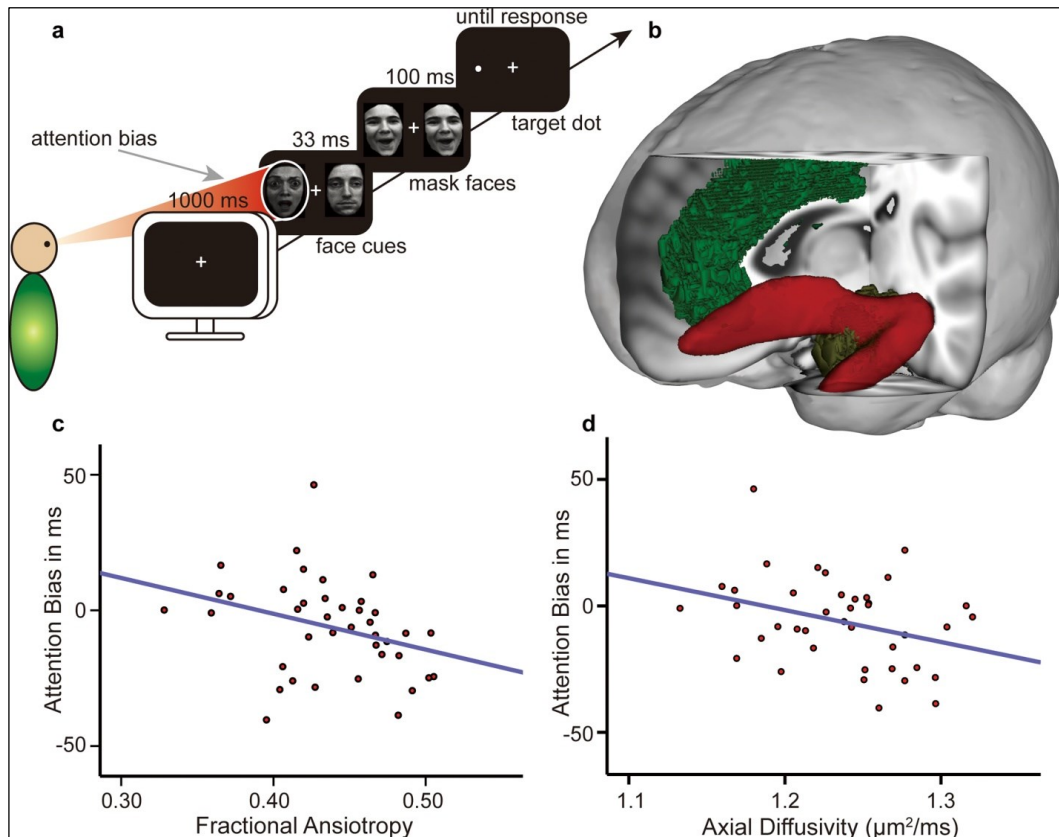 a
until response
b
100 ms
target dot
33 ms
attention bias
mask faces
1000 ms
face cues
c
Attention Bias in ms
50
0
-50
0.30
0.40
0.50
Fractional Ansiotropy
d
Attention Bias in ms
50
0
-50
1.1
1.2
1.3
Axial Diffusivity (µm²/ms)